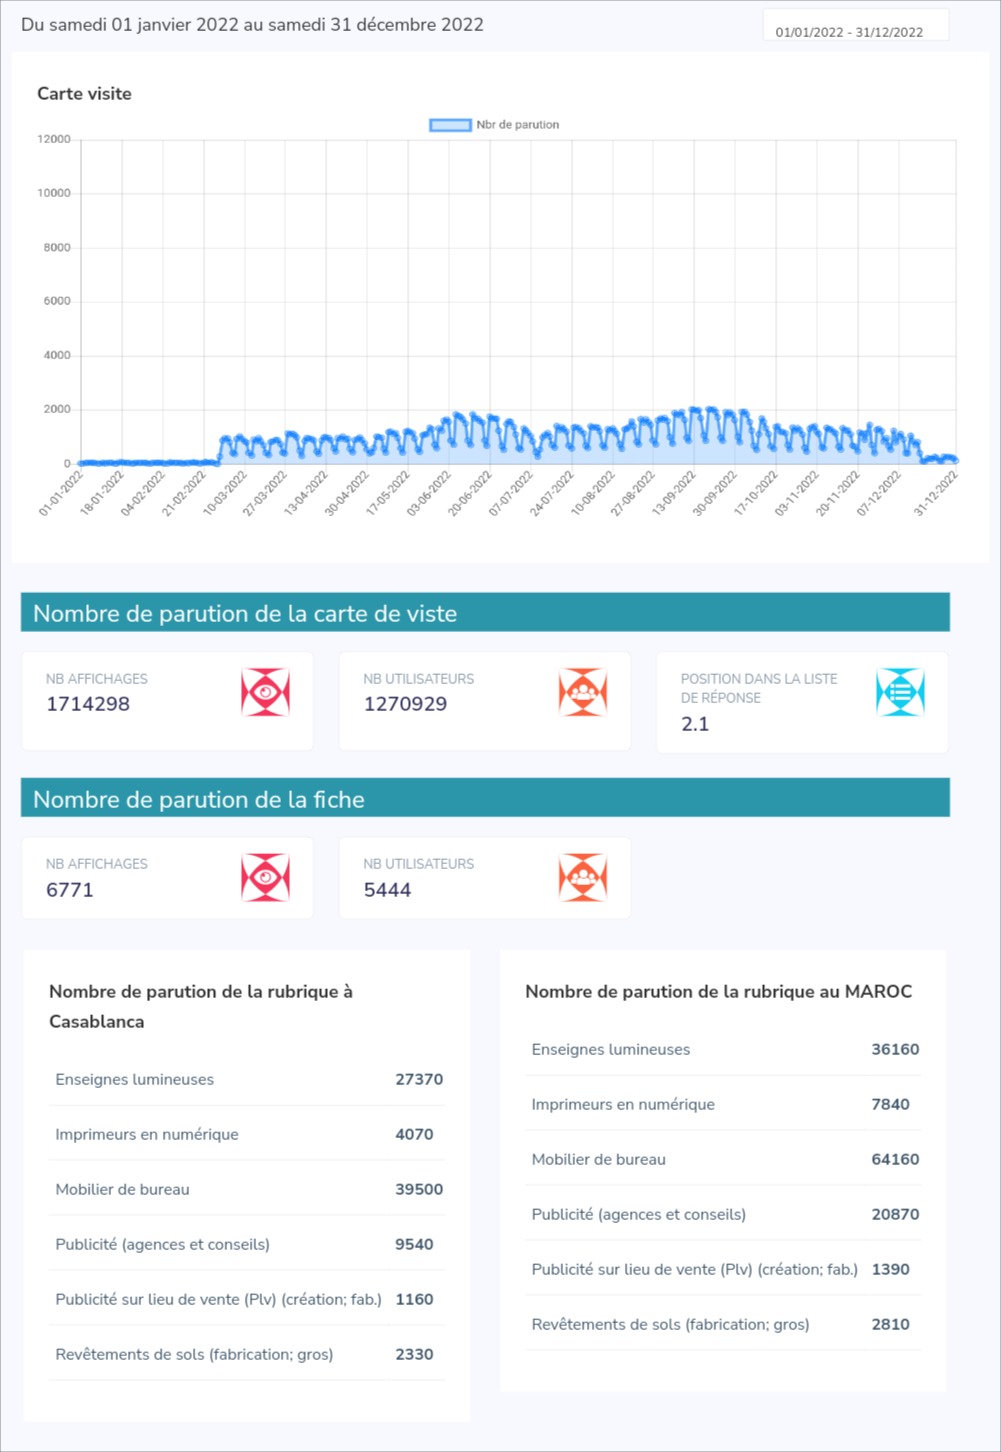 Du samedi 01 janvier 2022 au samedi 31 décembre 2022
01/01/2022 - 31/12/2022
Carte visite
Nbr de parution
12000
10000
8000
6000
4000
2000
0
01-01-2022
18-01-2022
04-02-2022
21-02-2022
10-03-2022
27-03-2022
13-04-2022
30-04-2022
17-05-2022
03-06-2022
20-06-2022
07-07-2022
24-07-2022
10-08-2022
27-08-2022
13-09-2022
30-09-2022
17-10-2022
03-11-2022
20-11-2022
07-12-2022
31-12-2022
Nombre de parution de la carte de viste
NB AFFICHAGES
1714298
NB UTILISATEURS
1270929
POSITION DANS LA LISTE
DE RÉPONSE
2.1
Nombre de parution de la fiche
NB AFFICHAGES
6771
NB UTILISATEURS
5444
Nombre de parution de la rubrique à
Casablanca
Enseignes lumineuses 27370
Imprimeurs en numérique 4070
Mobilier de bureau 39500
Publicité (agences et conseils) 9540
Publicité sur lieu de vente (Plv) (création; fab.) 1160
Revêtements de sols (fabrication; gros) 2330
Nombre de parution de la rubrique au MAROC
Enseignes lumineuses 36160
Imprimeurs en numérique 7840
Mobilier de bureau 64160
Publicité (agences et conseils) 20870
Publicité sur lieu de vente (Plv) (création; fab.) 1390
Revêtements de sols (fabrication; gros) 2810